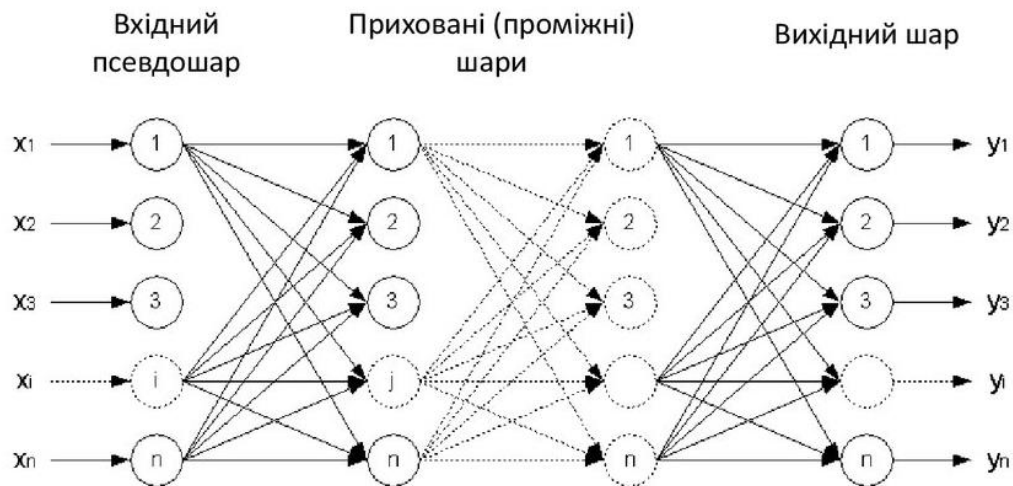 Вхідний
псевдошар
Приховані (проміжні)
шари
Вихідний шар
x1 1 1 1 1 y1
x2 2 2 2 2 y2
x3 3 3 3 3 y3
xi i j yi
xn n n n n yn